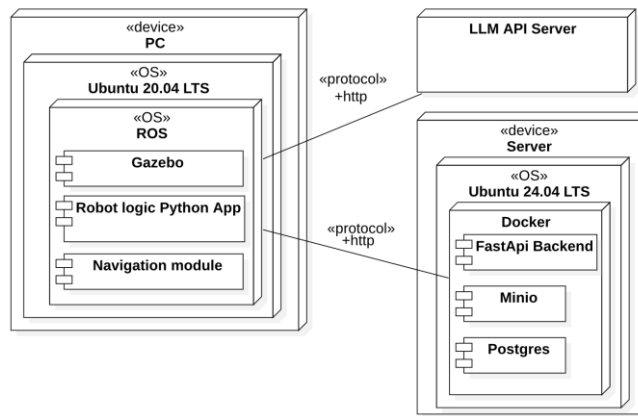 «device»
PC
«OS»
Ubuntu 20.04 LTS
«OS»
ROS
Gazebo
Robot logic Python App
Navigation module
«protocol»
+http
«protocol»
+http
LLM API Server
«device»
Server
«OS»
Ubuntu 24.04 LTS
Docker
FastApi Backend
Minio
Postgres